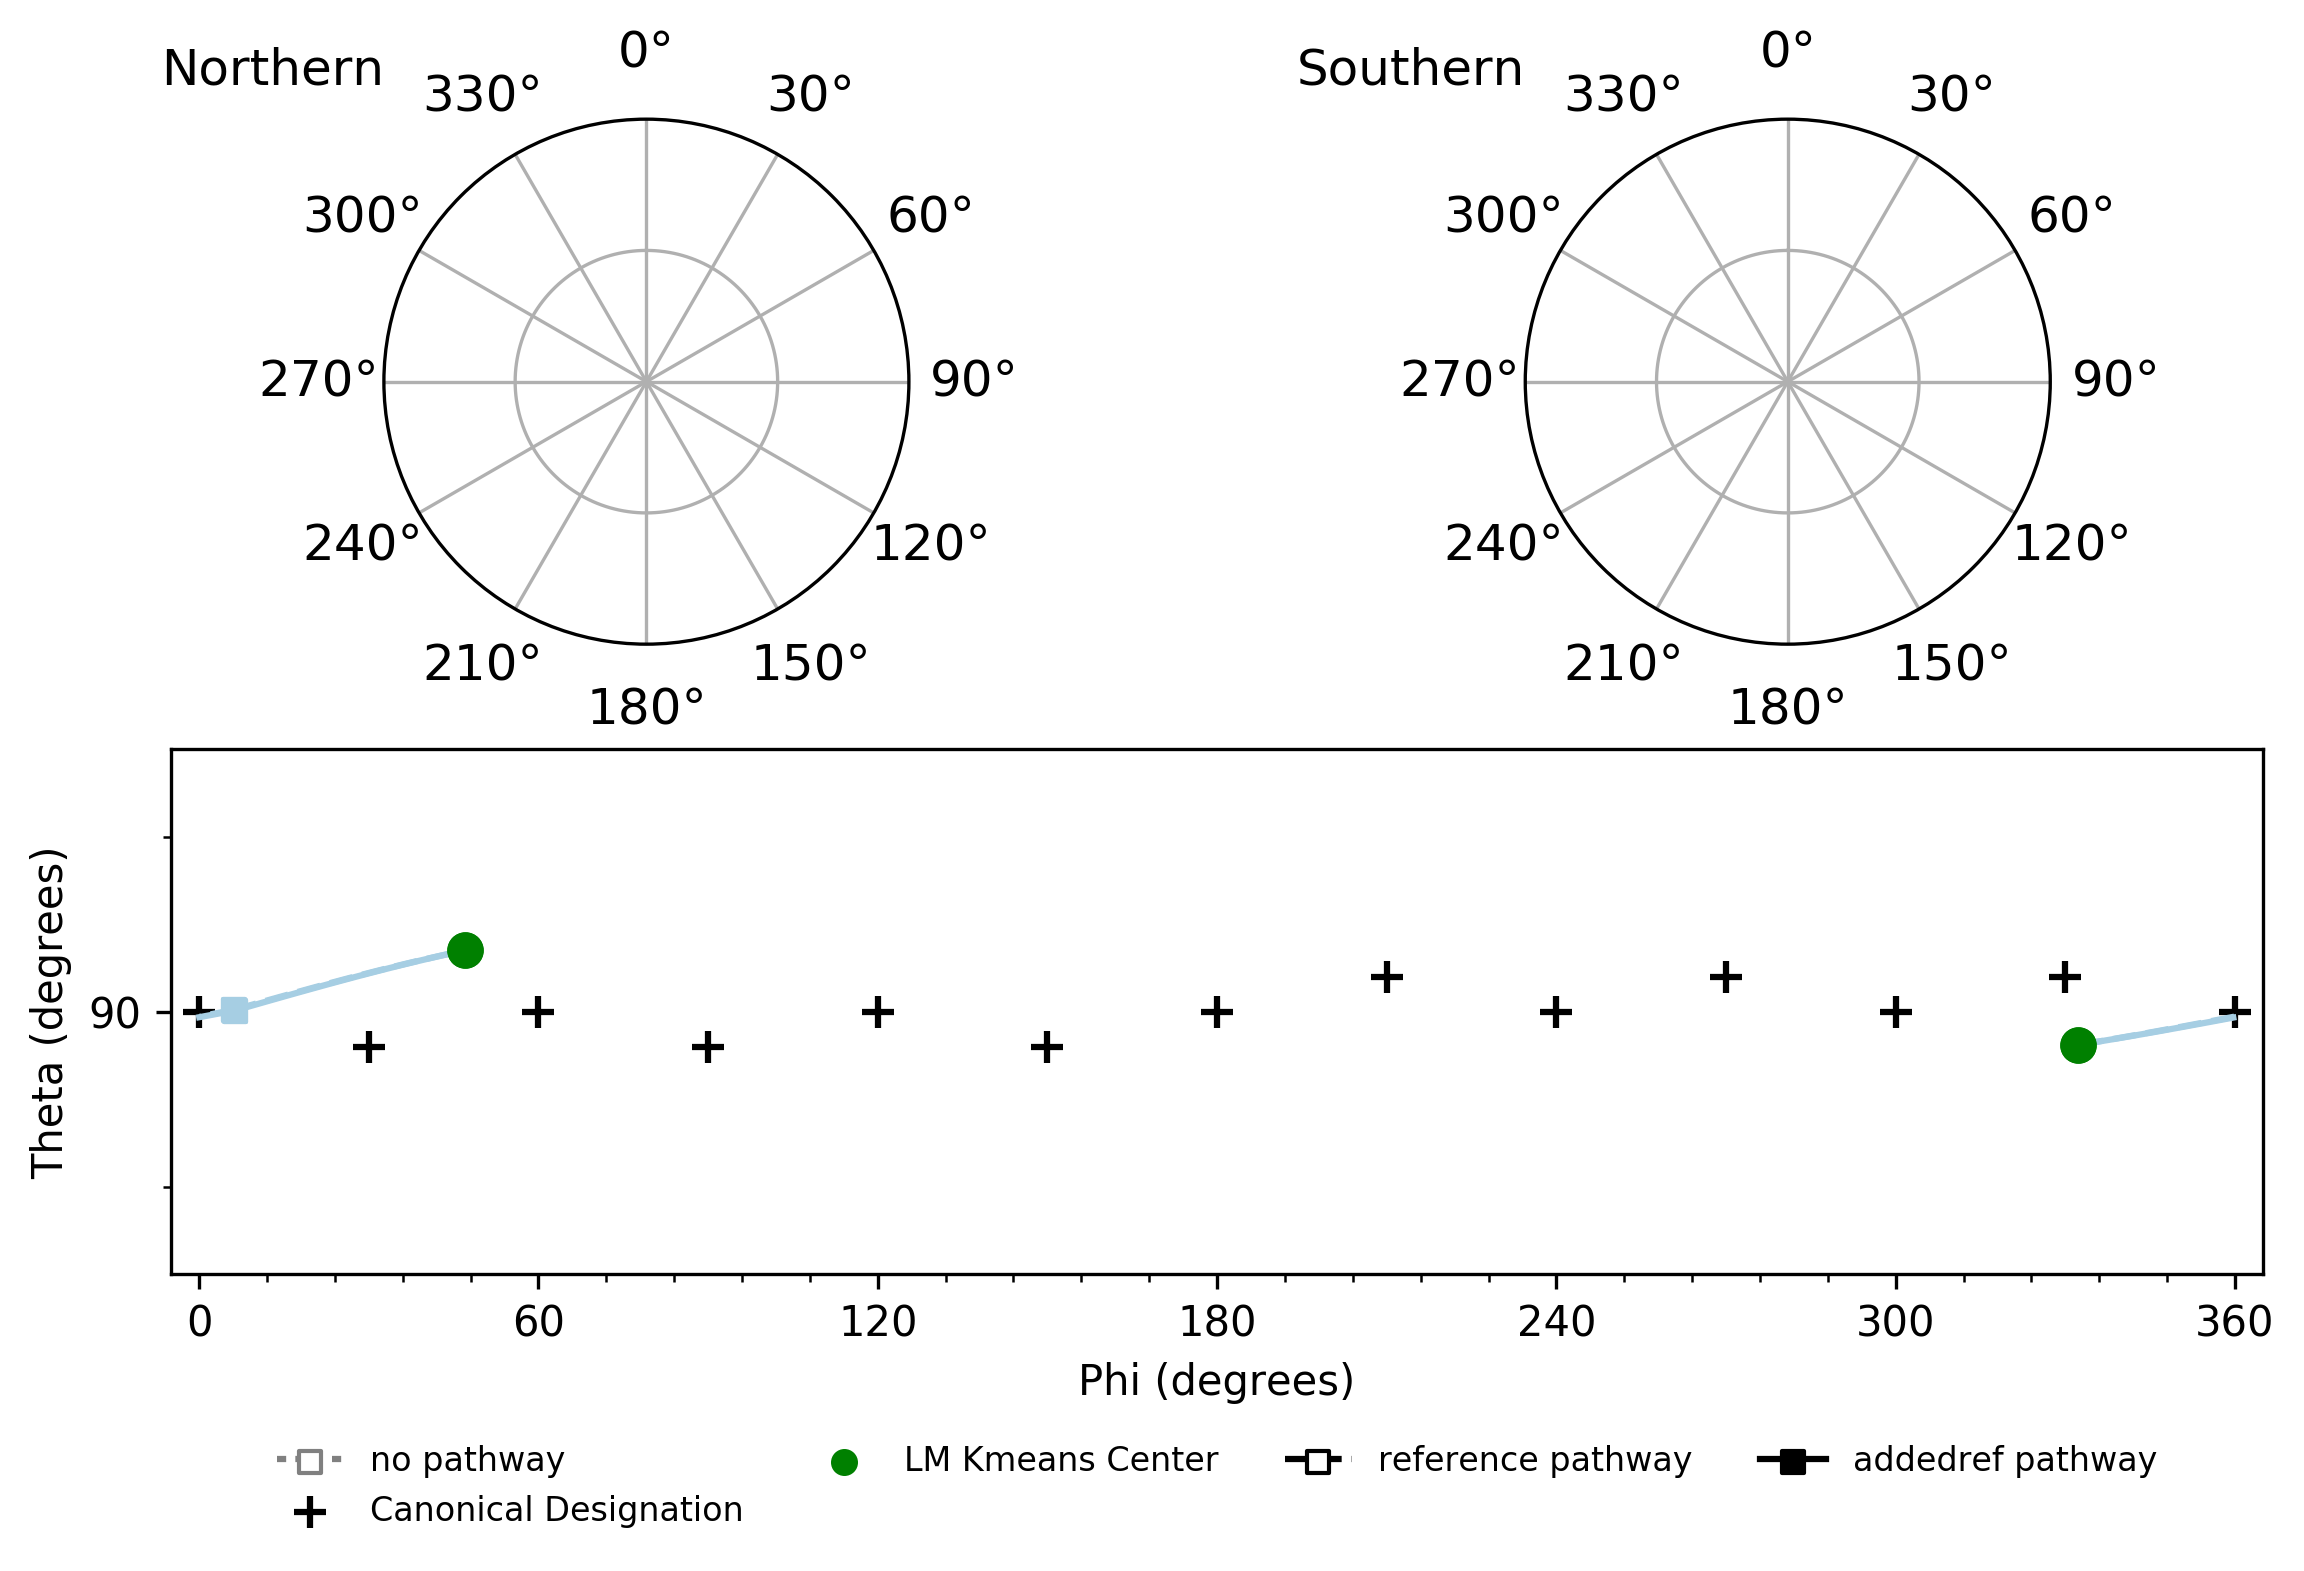 Northern
0°
30°
60°
90°
120°
150°
180°
210°
240°
270°
300°
330°
Southern
0°
30°
60°
90°
120°
150°
180°
210°
240°
270°
300°
330°
Theta (degrees)
90
0 60 120 180 240 300 360
Phi (degrees)
no pathway
Canonical Designation
LM Kmeans Center
reference pathway
addedref pathway